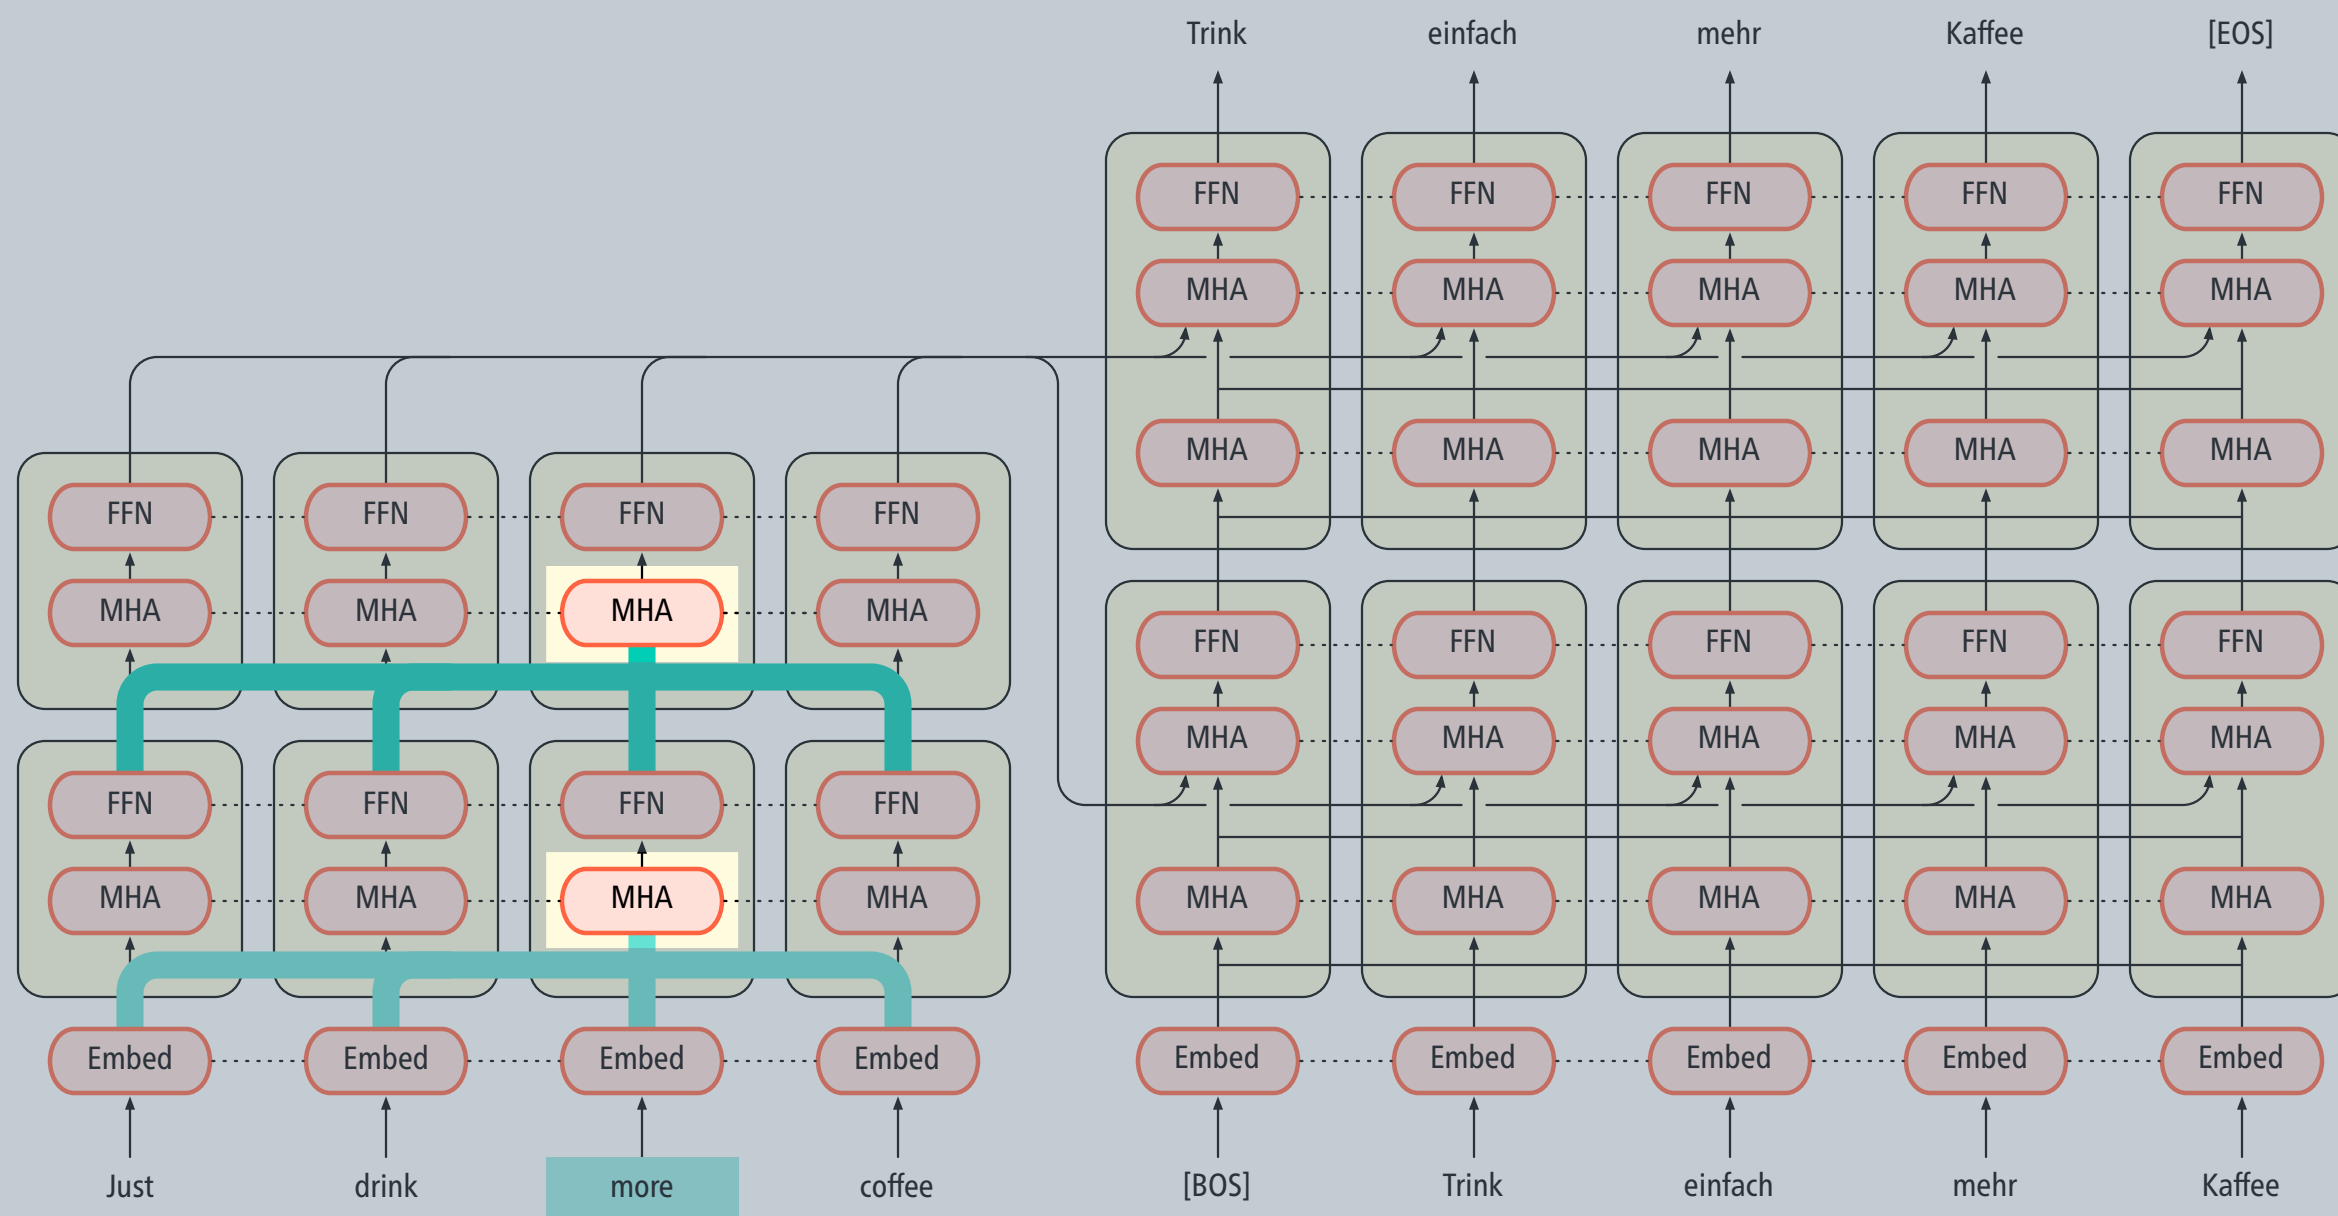 Trink einfach mehr Kaffee [EOS]
FFN FFN FFN FFN FFN
MHA MHA MHA MHA MHA
MHA MHA MHA MHA MHA
FFN FFN FFN FFN
MHA MHA MHA MHA
FFN FFN FFN FFN FFN
MHA MHA MHA MHA MHA
FFN FFN FFN FFN
MHA MHA MHA MHA MHA MHA MHA MHA MHA
Embed Embed Embed Embed Embed Embed Embed Embed Embed
Just drink more coffee [BOS] Trink einfach mehr Kaffee